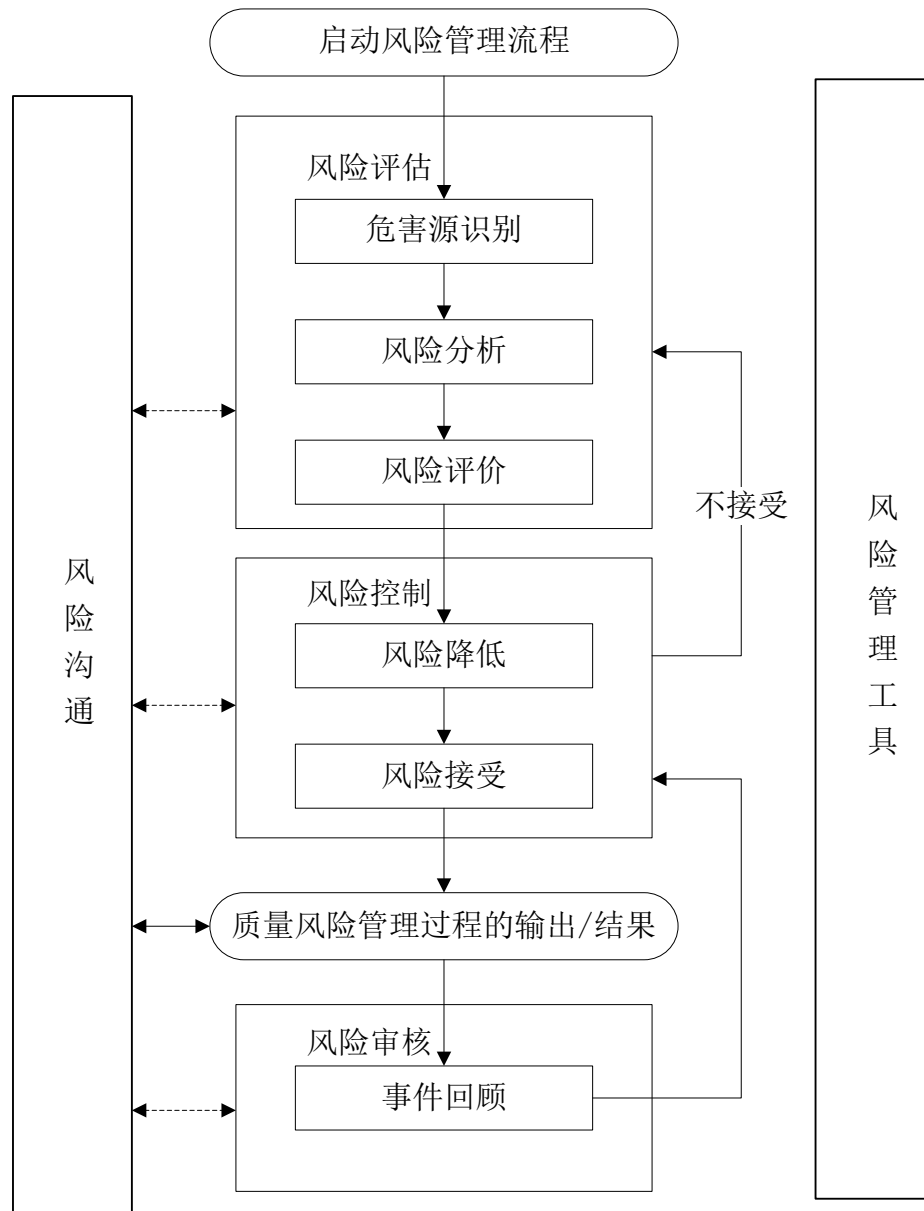 启动风险管理流程
风险评估
危害源识别
风险分析
风险评价
不接受
风险控制
风险降低
风险接受
质量风险管理过程的输出/结果
风险审核
事件回顾
风险沟通
风险管理工具